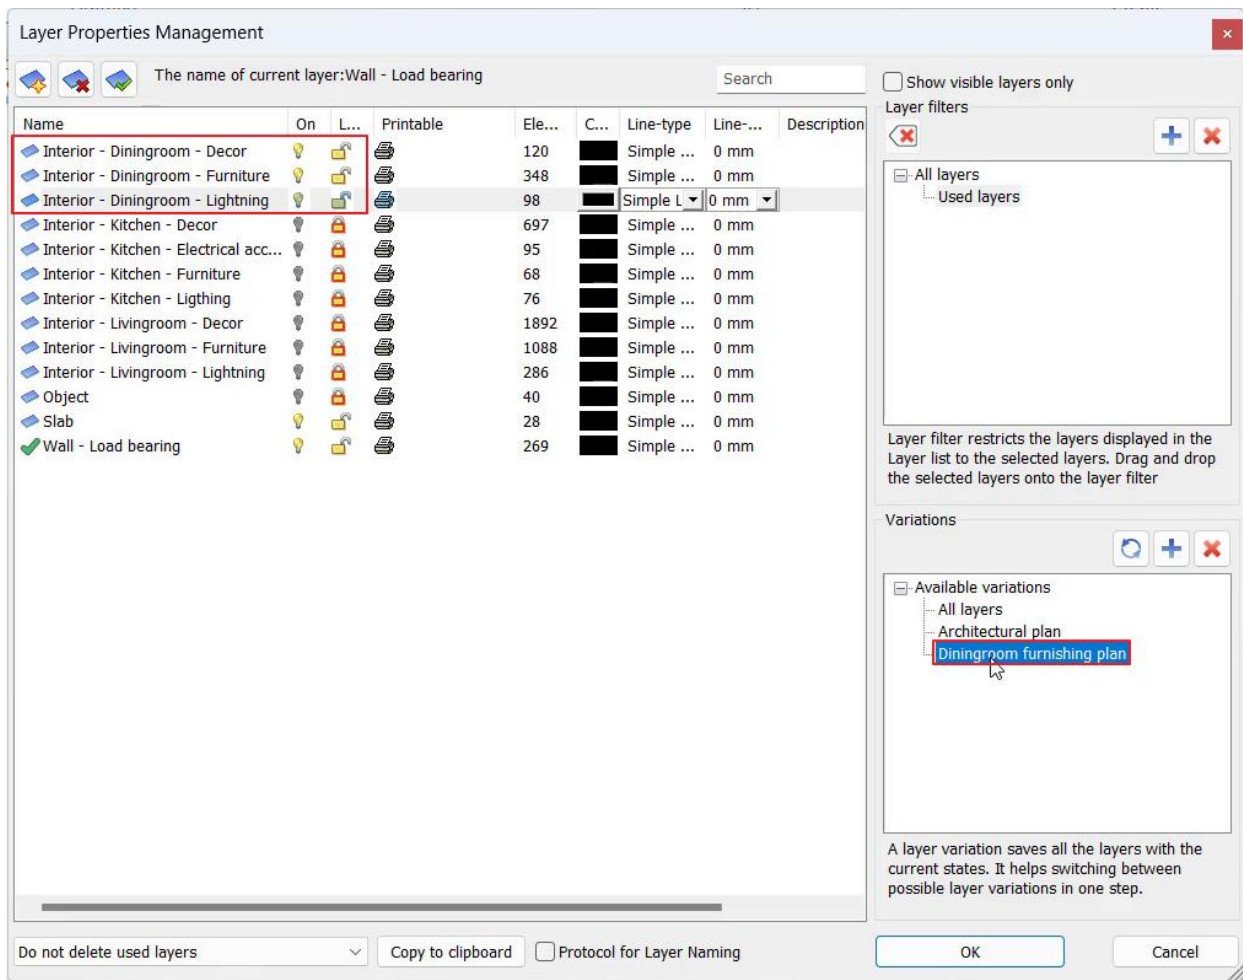 Layer Properties Management
The name of current layer:Wall - Load bearing
Search
Show visible layers only
Name On L... Printable Ele... C... Line-type Line-... Description
Interior - Diningroom - Decor 120 Simple ... 0 mm
Interior - Diningroom - Furniture 348 Simple ... 0 mm
Interior - Diningroom - Lightning 98 Simple L 0 mm
Interior - Kitchen - Decor 697 Simple ... 0 mm
Interior - Kitchen - Electrical acc... 95 Simple ... 0 mm
Interior - Kitchen - Furniture 68 Simple ... 0 mm
Interior - Kitchen - Ligthing 76 Simple ... 0 mm
Interior - Livingroom - Decor 1892 Simple ... 0 mm
Interior - Livingroom - Furniture 1088 Simple ... 0 mm
Interior - Livingroom - Lightning 286 Simple ... 0 mm
Object 40 Simple ... 0 mm
Slab 28 Simple ... 0 mm
Wall - Load bearing 269 Simple ... 0 mm
Layer filters
All layers
Used layers
Layer filter restricts the layers displayed in the
Layer list to the selected layers. Drag and drop
the selected layers onto the layer filter
Variations
Available variations
All layers
Architectural plan
Diningroom furnishing plan
A layer variation saves all the layers with the
current states. It helps switching between
possible layer variations in one step.
Do not delete used layers
Copy to clipboard
Protocol for Layer Naming
OK
Cancel